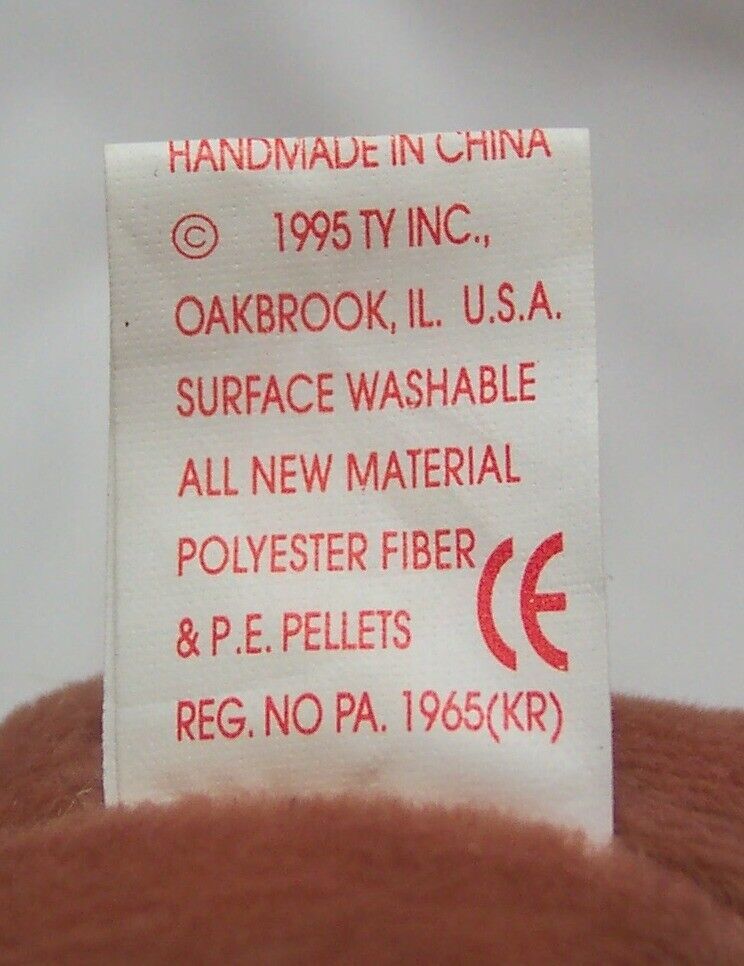 HANDMADE IN CHINA
© 1995 TY INC.,
OAKBROOK, IL. U.S.A.
SURFACE WASHABLE
ALL NEW MATERIAL
POLYESTER FIBER
& P.E. PELLETS CE
REG. NO PA. 1965(KR)